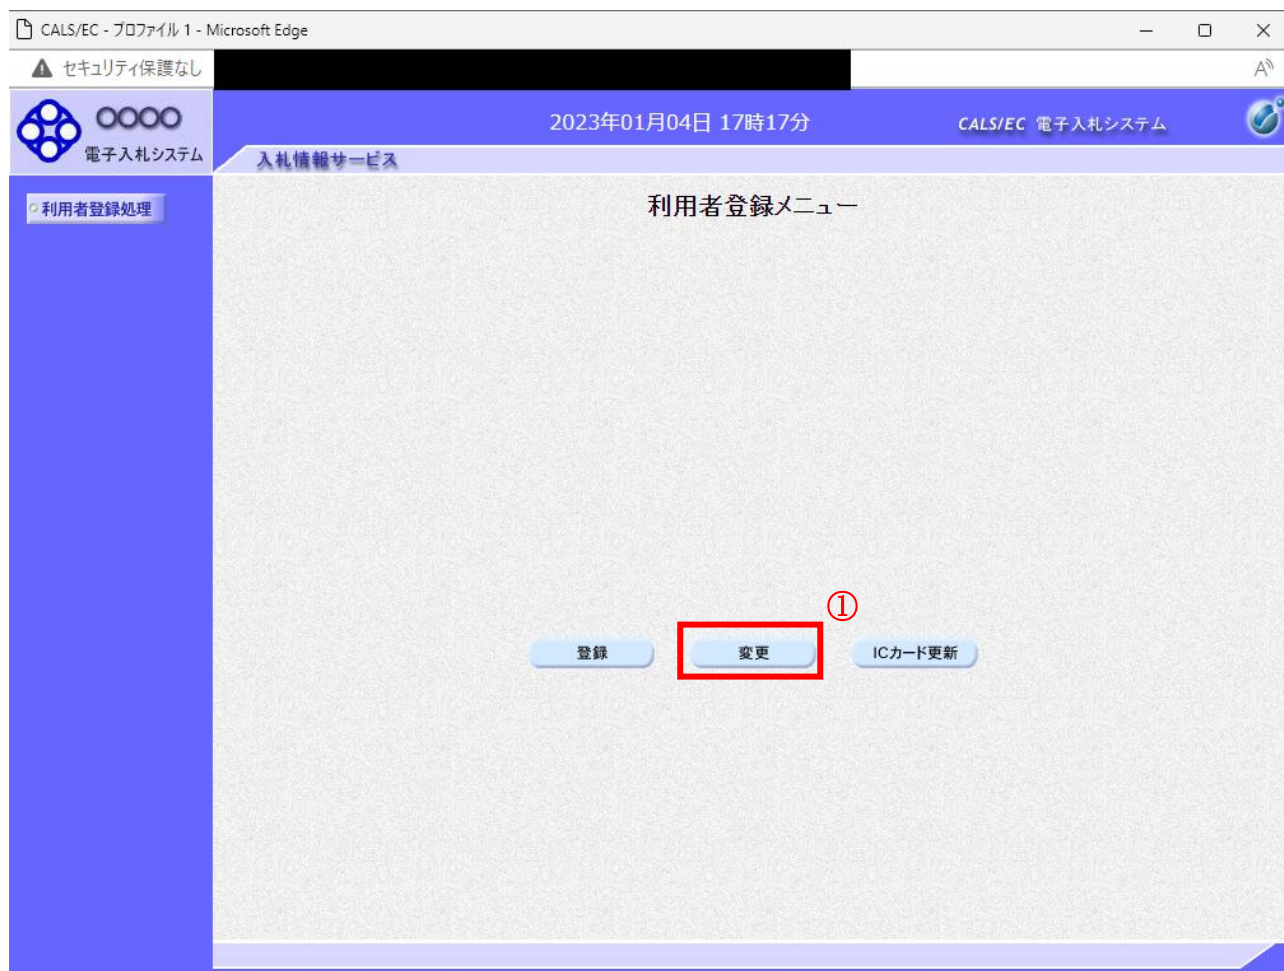 CALS/EC - プロファイル 1 - Microsoft Edge
セキュリティ保護なし
A
〇〇〇〇
電子入札システム
2023年01月04日 17時17分
CALS/EC 電子入札システム
入札情報サービス
利用者登録処理
利用者登録メニュー
①
登録
変更
ICカード更新